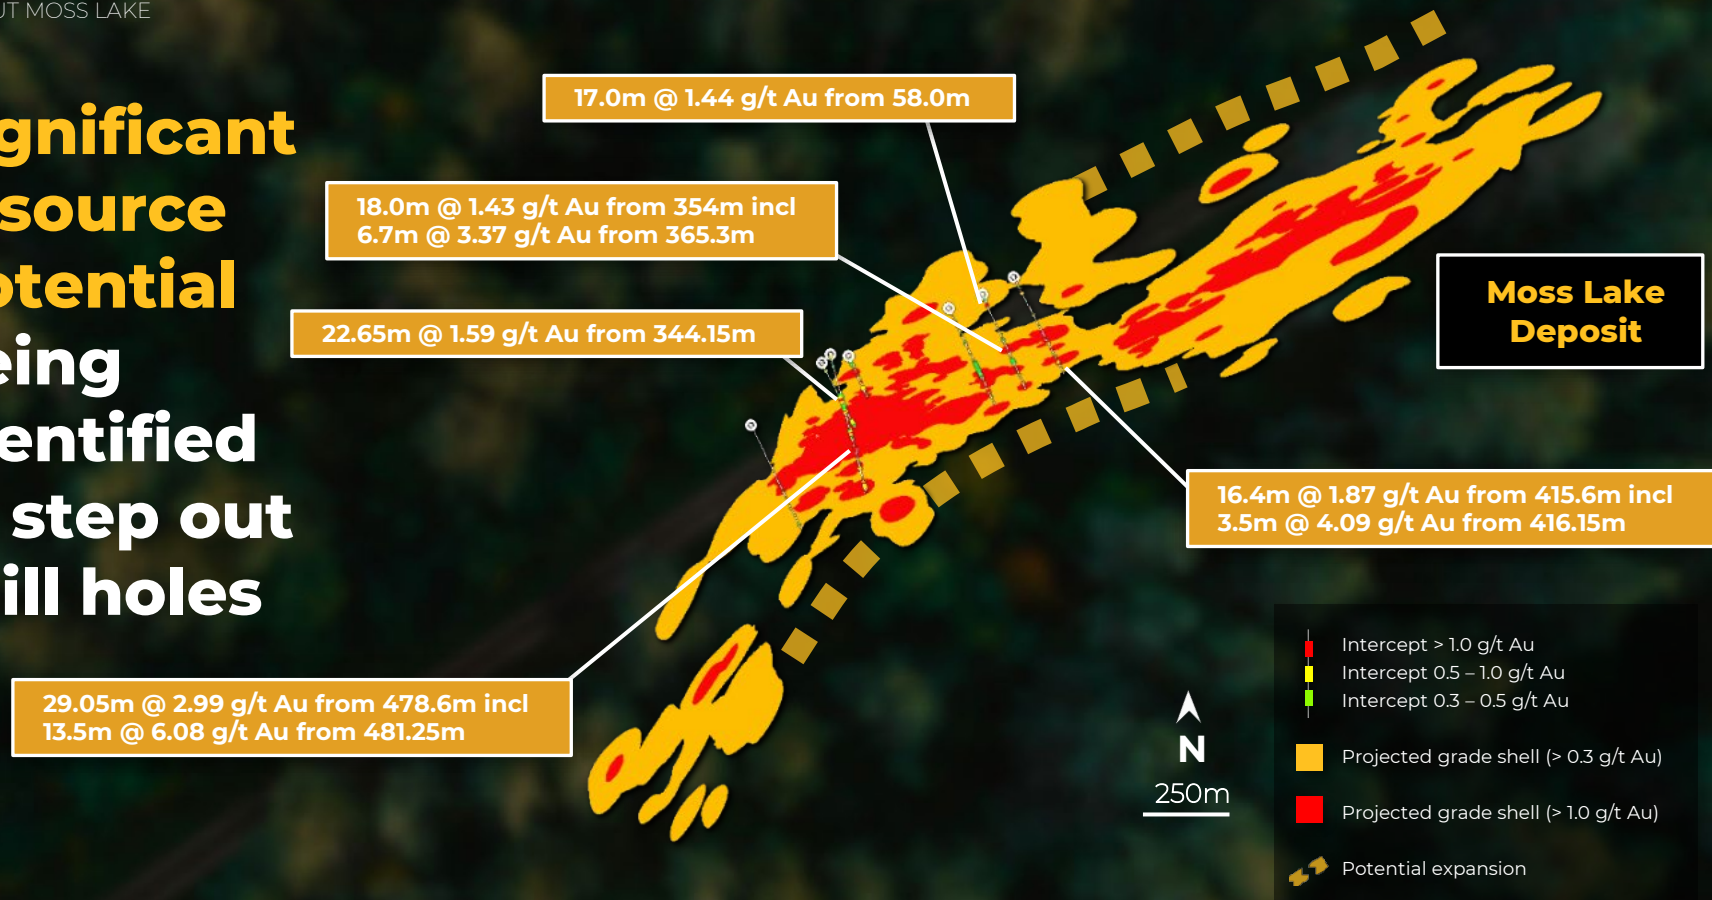 UT MOSS LAKE
gnificant
source
otential
eing
entified
step out
ill holes
17.0m @ 1.44 g/t Au from 58.0m
18.0m @ 1.43 g/t Au from 354m incl
6.7m @ 3.37 g/t Au from 365.3m
22.65m @ 1.59 g/t Au from 344.15m
Moss Lake
Deposit
16.4m @ 1.87 g/t Au from 415.6m incl
3.5m @ 4.09 g/t Au from 416.15m
29.05m @ 2.99 g/t Au from 478.6m incl
13.5m @ 6.08 g/t Au from 481.25m
N
250m
Intercept > 1.0 g/t Au
Intercept 0.5 – 1.0 g/t Au
Intercept 0.3 – 0.5 g/t Au
Projected grade shell (> 0.3 g/t Au)
Projected grade shell (> 1.0 g/t Au)
Potential expansion